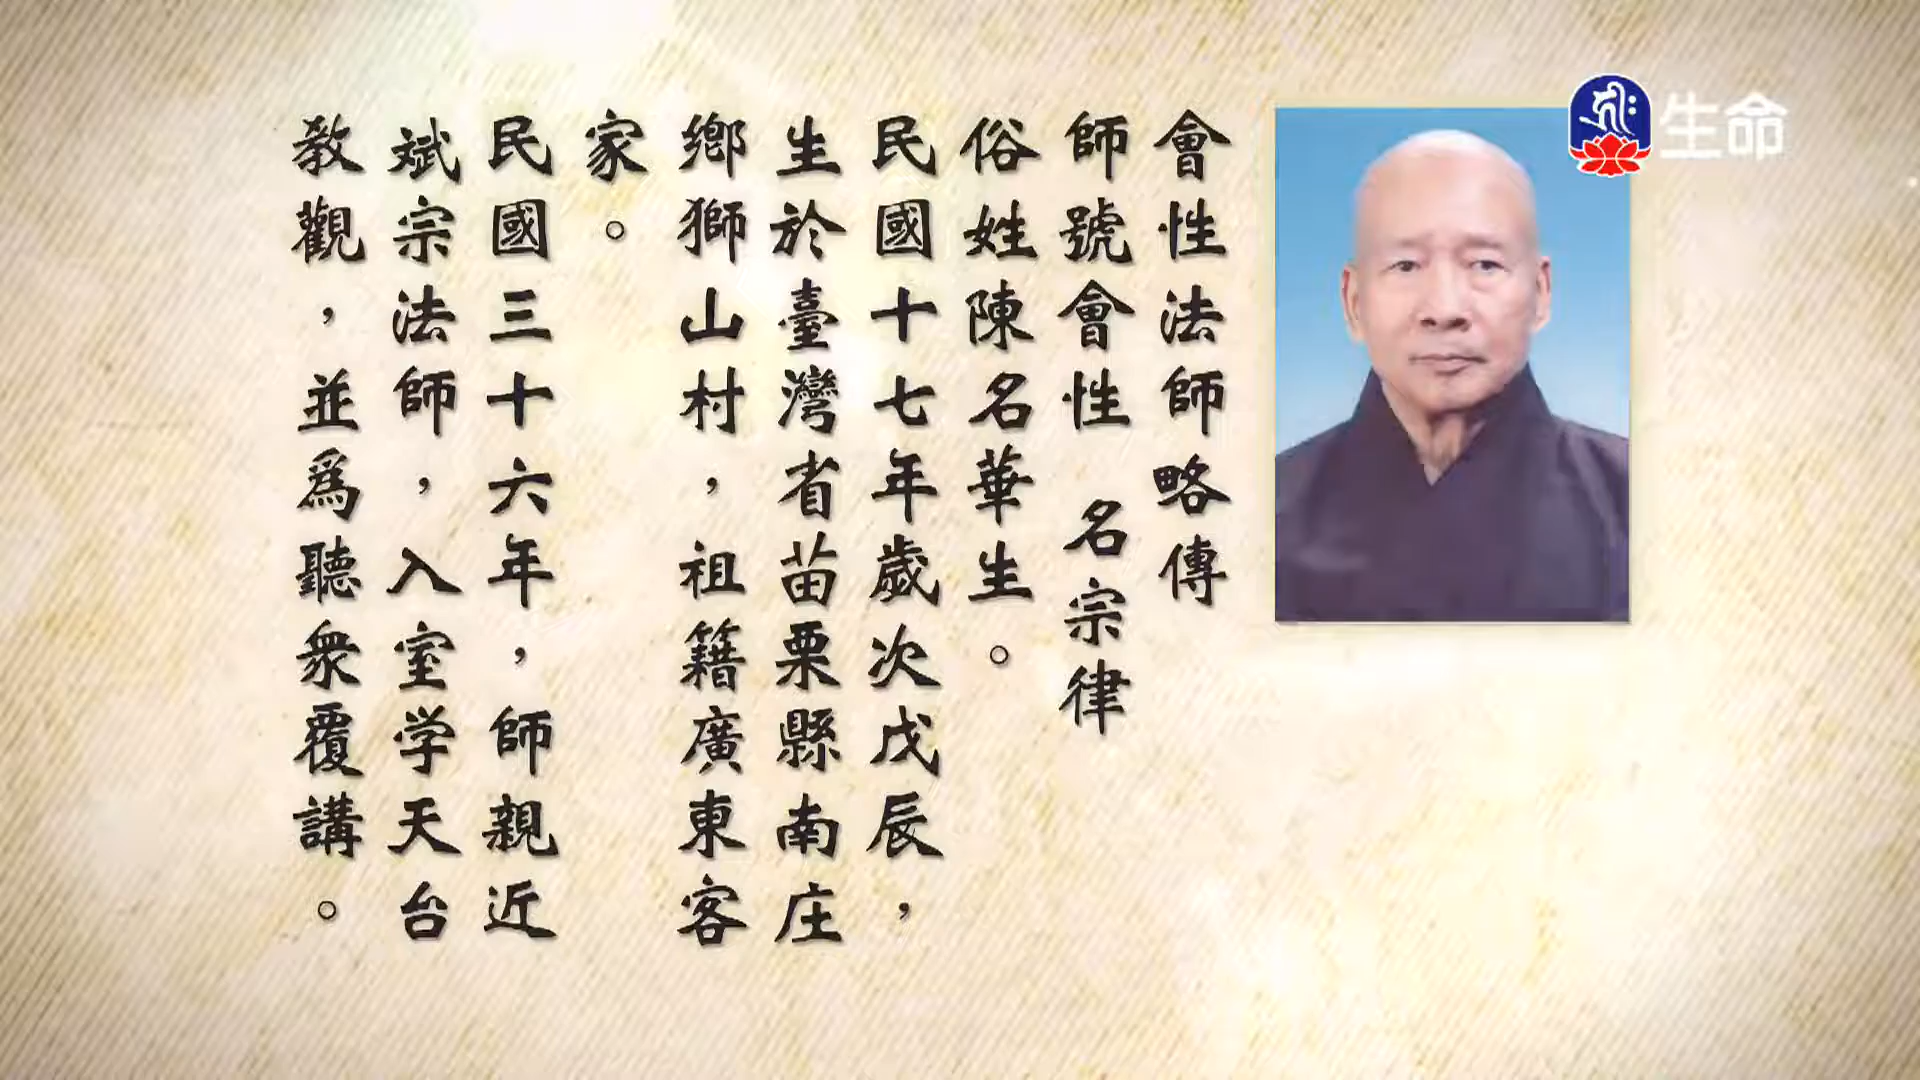 會性法師略傳
師號會性 名宗律
俗姓陳名華生。
民國十七年歲次戊辰，
生於臺灣省苗栗縣南庄
鄉獅山村，祖籍廣東客
家。
民國三十六年，師親近
斌宗法師，入室学天台
教觀，並爲聽衆覆講。
生命